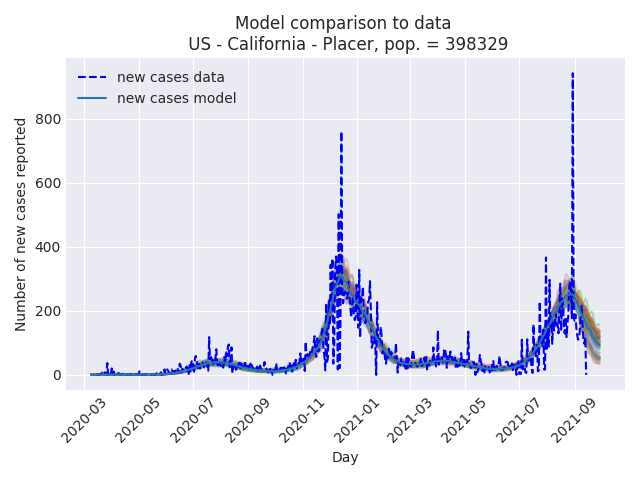 Model comparison to data
US - California - Placer, pop. = 398329
new cases data
new cases model
Number of new cases reported
800
600
400
200
0
2020-03
2020-05
2020-07
2020-09
2020-11
2021-01
2021-03
2021-05
2021-07
2021-09
Day